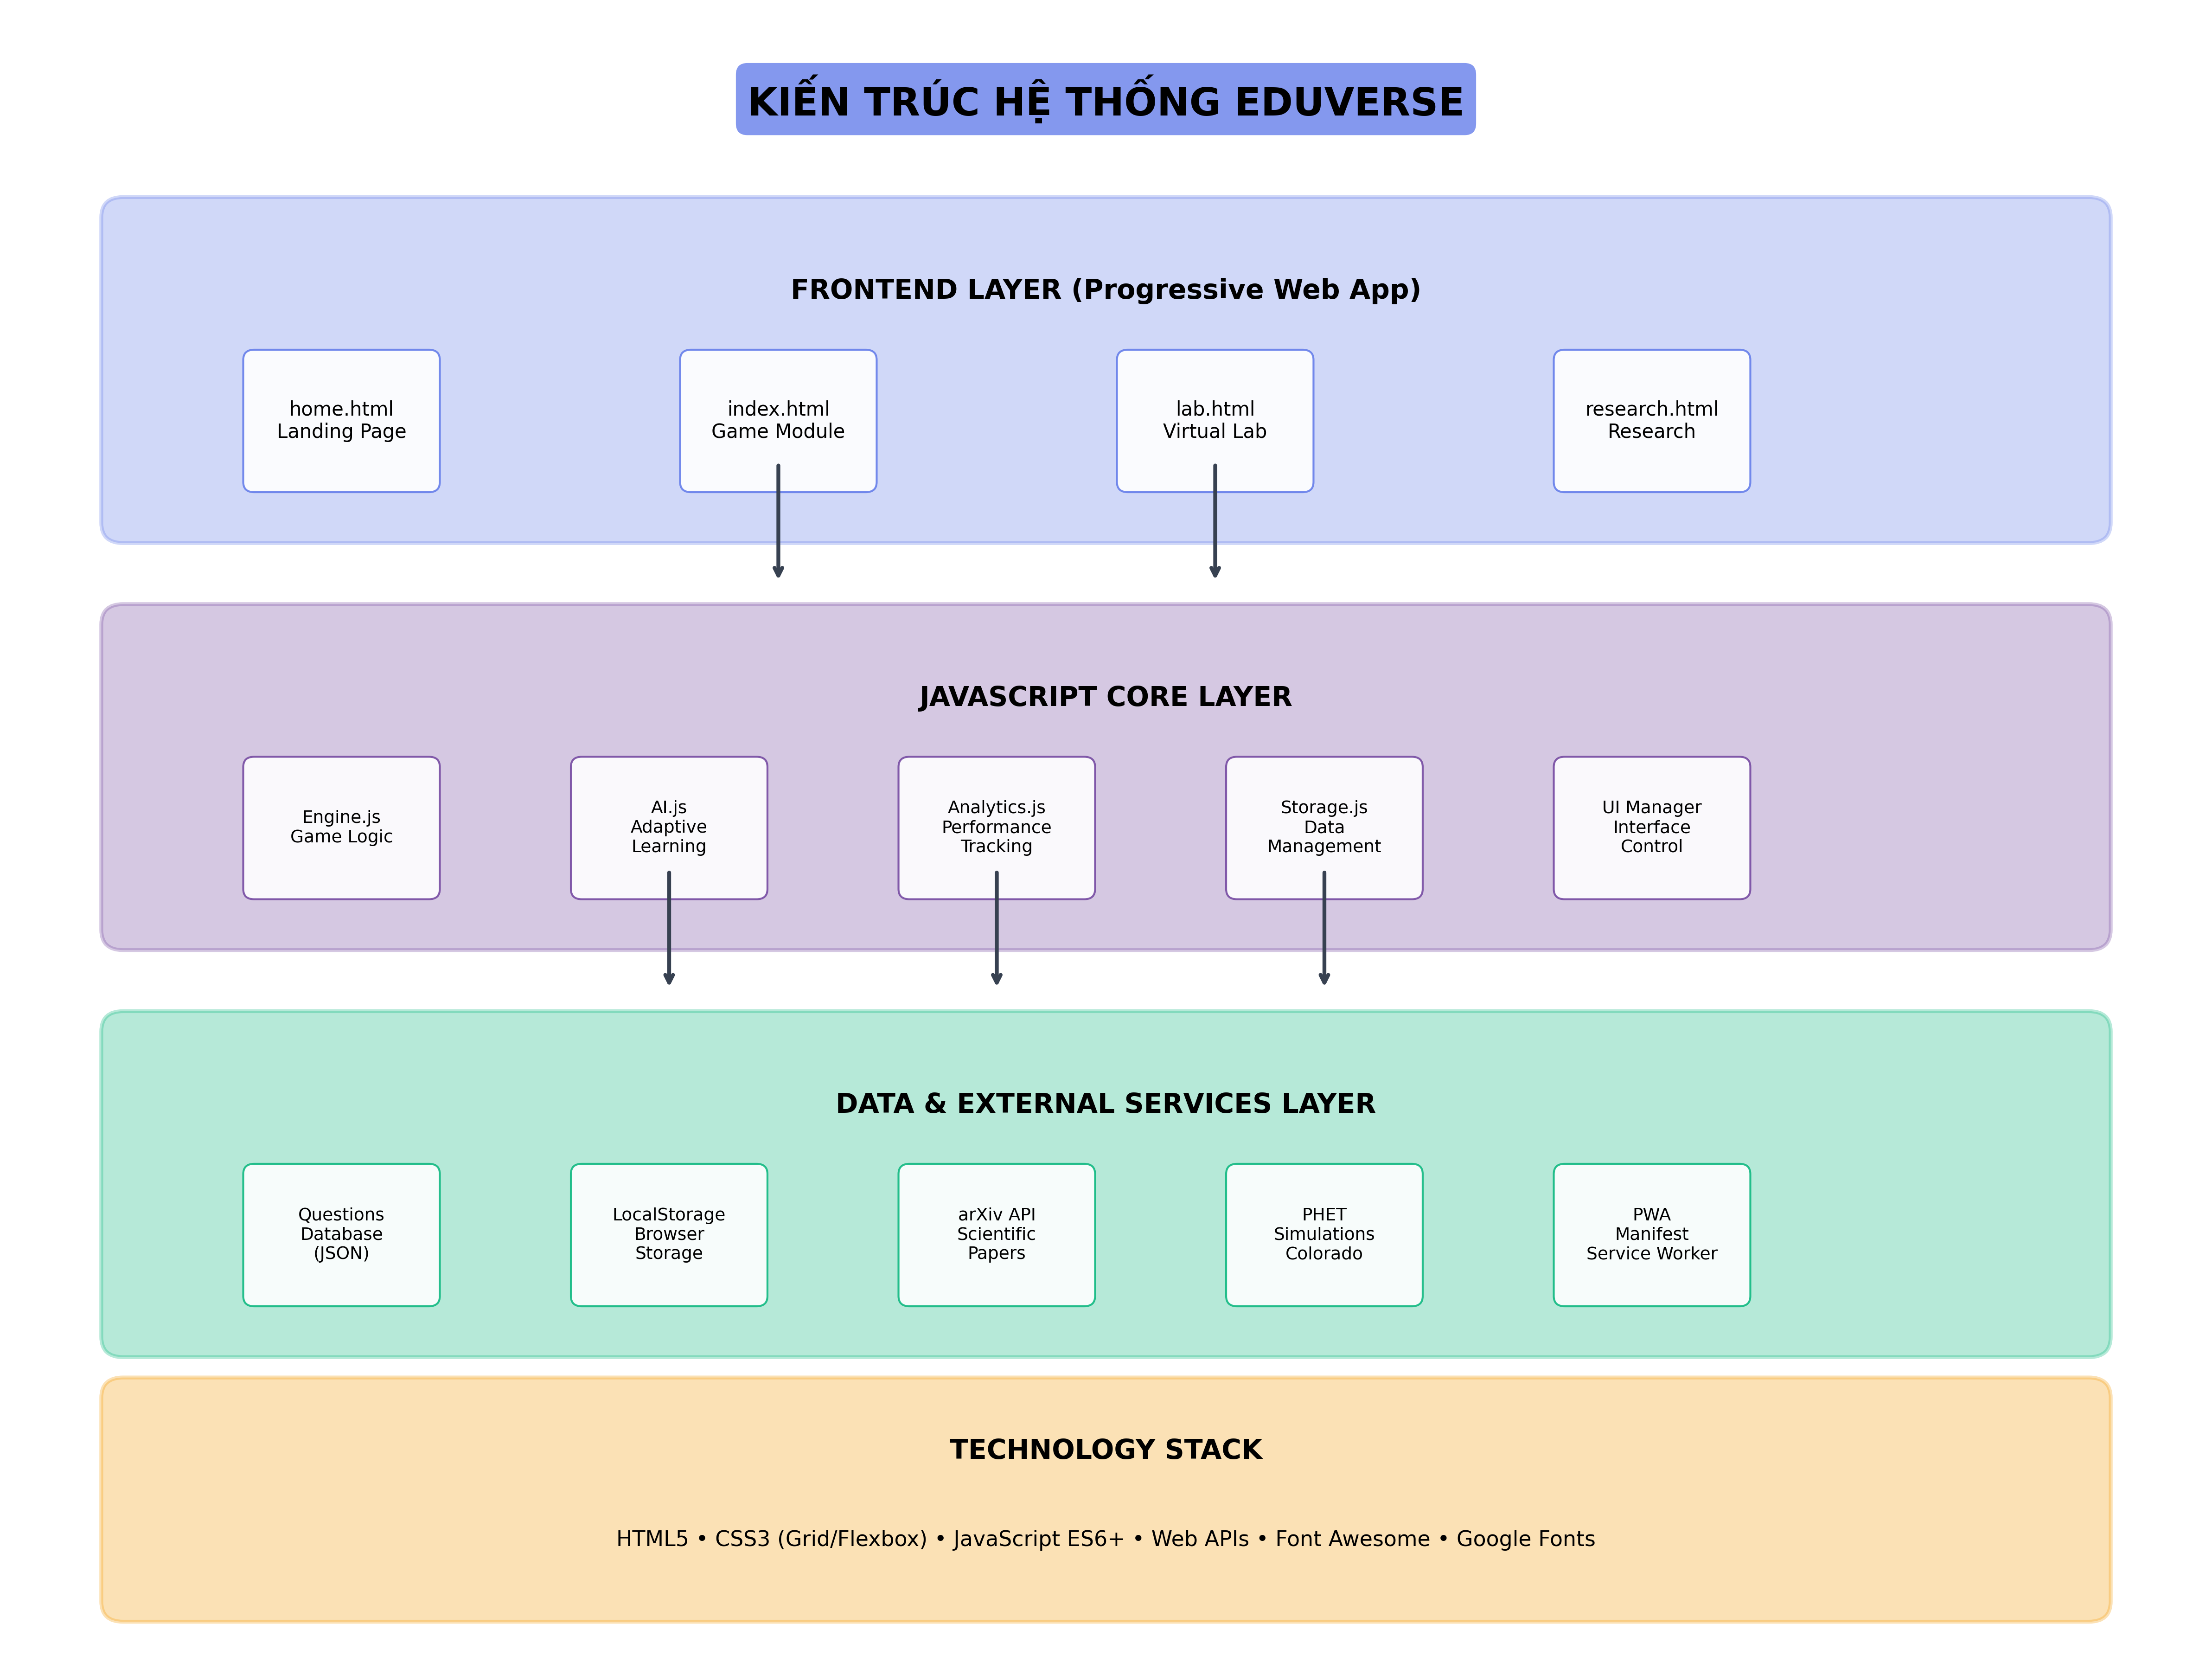 KIẾN TRÚC HỆ THỐNG EDUVERSE
FRONTEND LAYER (Progressive Web App)
home.html
Landing Page
index.html
Game Module
lab.html
Virtual Lab
research.html
Research
JAVASCRIPT CORE LAYER
Engine.js
Game Logic
AI.js
Adaptive
Learning
Analytics.js
Performance
Tracking
Storage.js
Data
Management
UI Manager
Interface
Control
DATA & EXTERNAL SERVICES LAYER
Questions
Database
(JSON)
LocalStorage
Browser
Storage
arXiv API
Scientific
Papers
PHET
Simulations
Colorado
PWA
Manifest
Service Worker
TECHNOLOGY STACK
HTML5 • CSS3 (Grid/Flexbox) • JavaScript ES6+ • Web APIs • Font Awesome • Google Fonts